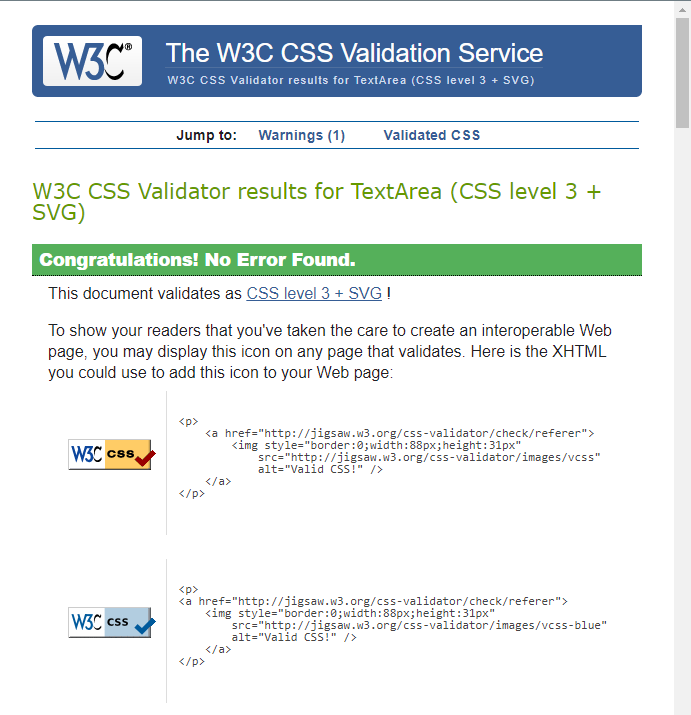 W3C® The W3C CSS Validation Service
W3C CSS Validator results for TextArea (CSS level 3 + SVG)
Jump to: Warnings (1) Validated CSS
W3C CSS Validator results for TextArea (CSS level 3 +
SVG)
Congratulations! No Error Found.
This document validates as CSS level 3 + SVG !
To show your readers that you've taken the care to create an interoperable Web
page, you may display this icon on any page that validates. Here is the XHTML
you could use to add this icon to your Web page:
W3C css
<p>
    <a href="http://jigsaw.w3.org/css-validator/check/referer">
        <img style="border:0;width:88px;height:31px"
            src="http://jigsaw.w3.org/css-validator/images/vcss"
            alt="Valid CSS!" />
    </a>
</p>
W3C css
<p>
<a href="http://jigsaw.w3.org/css-validator/check/referer">
    <img style="border:0;width:88px;height:31px"
        src="http://jigsaw.w3.org/css-validator/images/vcss-blue"
        alt="Valid CSS!" />
    </a>
</p>